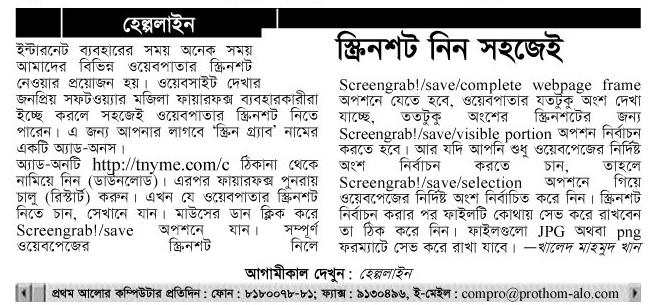 হেল্পলাইন
স্ক্রিনশট নিন সহজেই
ইন্টারনেট ব্যবহারের সময় অনেক সময়
আমাদের বিভিন্ন ওয়েবপাতার স্ক্রিনশট
নেওয়ার প্রয়োজন হয়। ওয়েবসাইট দেখার
জনপ্রিয় সফটওয়্যার মজিলা ফায়ারফক্স ব্যবহারকারীরা
ইচ্ছে করলে সহজেই ওয়েবপাতার স্ক্রিনশট নিতে
পারেন। এ জন্য আপনার লাগবে ‘স্ক্রিন গ্র্যাব’ নামের
একটি অ্যাড-অনস।
অ্যাড-অনটি http://tnyme.com/c ঠিকানা থেকে
নামিয়ে নিন (ডাউনলোড)। এরপর ফায়ারফক্স পুনরায়
চালু (রিস্টার্ট) করুন। এখন যে ওয়েবপাতার স্ক্রিনশট
নিতে চান, সেখানে যান। মাউসের ডান ক্লিক করে
Screengrab!/save অপশনে যান। সম্পূর্ণ
ওয়েবপেজের স্ক্রিনশট নিলে
Screengrab!/save/complete webpage frame
অপশনে যেতে হবে, ওয়েবপাতার যতটুকু অংশ দেখা
যাচ্ছে, ততটুকু অংশের স্ক্রিনশটের জন্য
Screengrab!/save/visible portion অপশন নির্বাচন
করতে হবে। আর যদি আপনি শুধু ওয়েবপেজের নির্দিষ্ট
অংশ নির্বাচন করতে চান, তাহলে
Screengrab!/save/selection অপশনে গিয়ে
ওয়েবপেজের নির্দিষ্ট অংশ নির্বাচিত করে নিন। স্ক্রিনশট
নির্বাচন করার পর ফাইলটি কোথায় সেভ করে রাখবেন
তা ঠিক করে নিন। ফাইলগুলো JPG অথবা png
ফরম্যাটে সেভ করে রাখা যাবে। —খালেদ মাহমুদ খান
আগামীকাল দেখুন : হেল্পলাইন
প্রথম আলোর কম্পিউটার প্রতিদিন : ফোন : ৮১৮০০৭৮-৮১; ফ্যাক্স : ৯১৩০৪৯৬, ই-মেইল : compro@prothom-alo.com